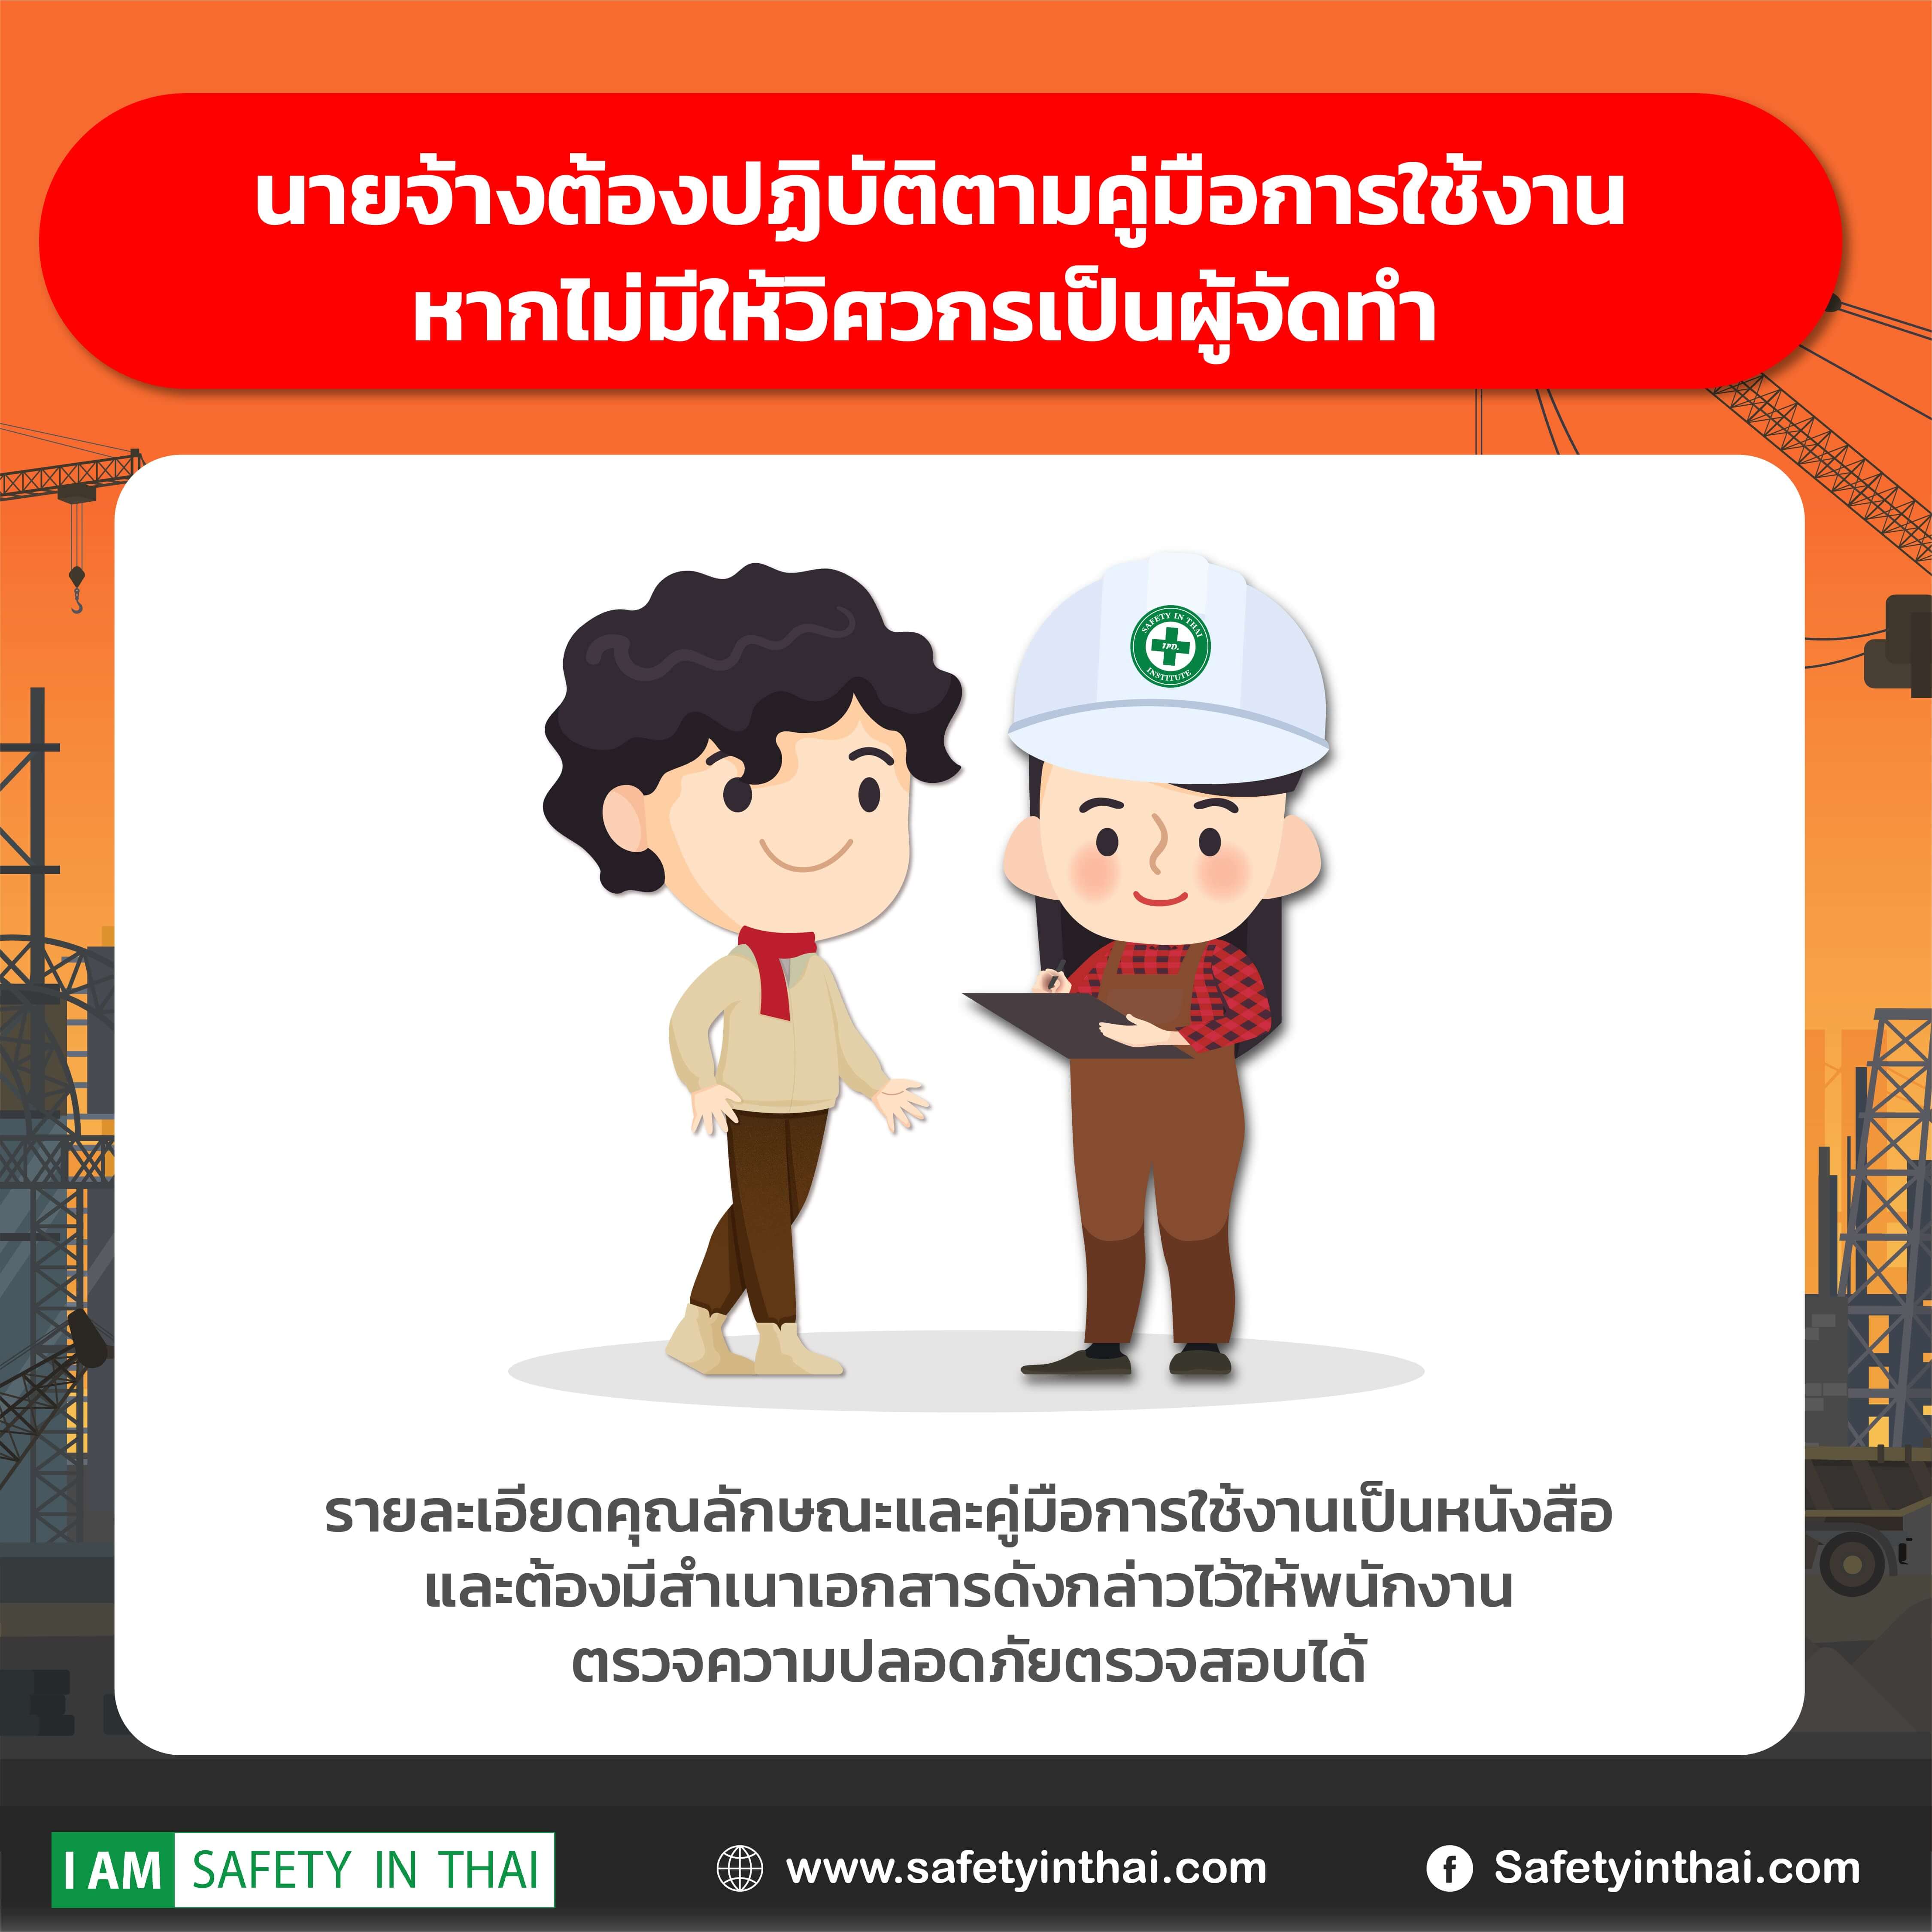 นายจ้างต้องปฏิบัติตามคู่มือการใช้งาน
หากไม่มีให้วิศวกรเป็นผู้จัดทำ
SAFETY IN THAI
TPD.
INSTITUTE
รายละเอียดคุณลักษณะและคู่มือการใช้งานเป็นหนังสือ
และต้องมีสำเนาเอกสารดังกล่าวไว้ให้พนักงาน
ตรวจความปลอดภัยตรวจสอบได้
I AM SAFETY IN THAI
www.safetyinthai.com
Safetyinthai.com